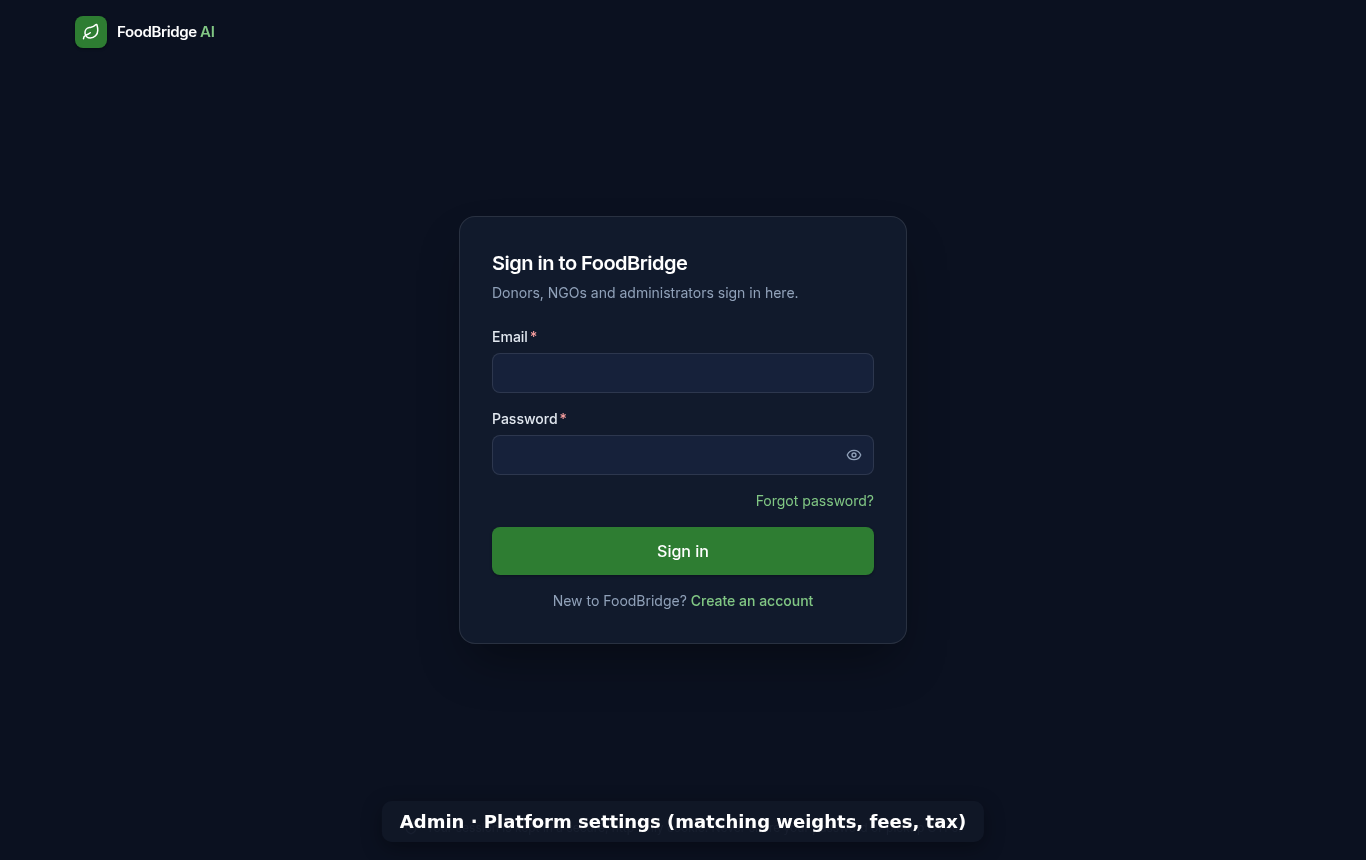 FoodBridge AI
Sign in to FoodBridge
Donors, NGOs and administrators sign in here.
Email *
Password *
Forgot password?
Sign in
New to FoodBridge? Create an account
Admin · Platform settings (matching weights, fees, tax)